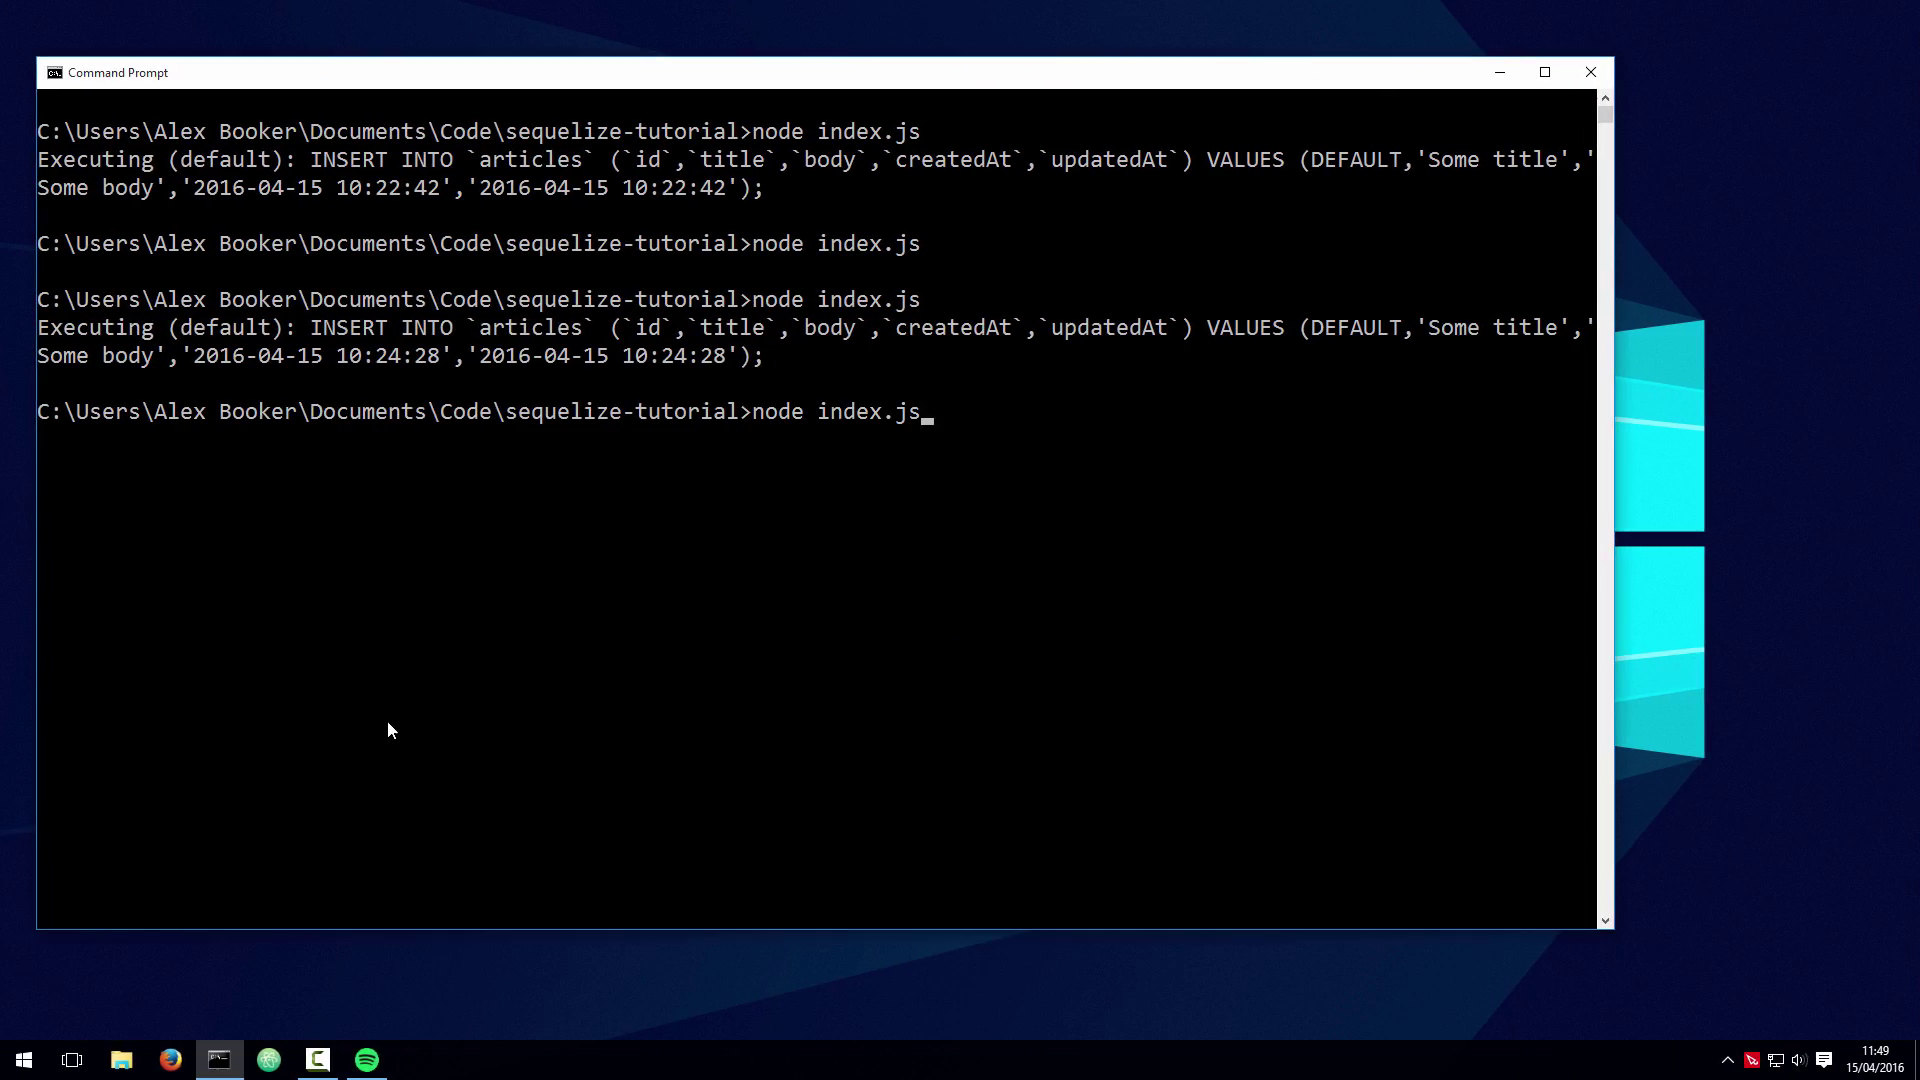 Command Prompt
C:\Users\Alex Booker\Documents\Code\sequelize-tutorial>node index.js
Executing (default): INSERT INTO `articles` (`id`,`title`,`body`,`createdAt`,`updatedAt`) VALUES (DEFAULT,'Some title','
Some body','2016-04-15 10:22:42','2016-04-15 10:22:42');
C:\Users\Alex Booker\Documents\Code\sequelize-tutorial>node index.js
C:\Users\Alex Booker\Documents\Code\sequelize-tutorial>node index.js
Executing (default): INSERT INTO `articles` (`id`,`title`,`body`,`createdAt`,`updatedAt`) VALUES (DEFAULT,'Some title','
Some body','2016-04-15 10:24:28','2016-04-15 10:24:28');
C:\Users\Alex Booker\Documents\Code\sequelize-tutorial>node index.js
11:49
15/04/2016